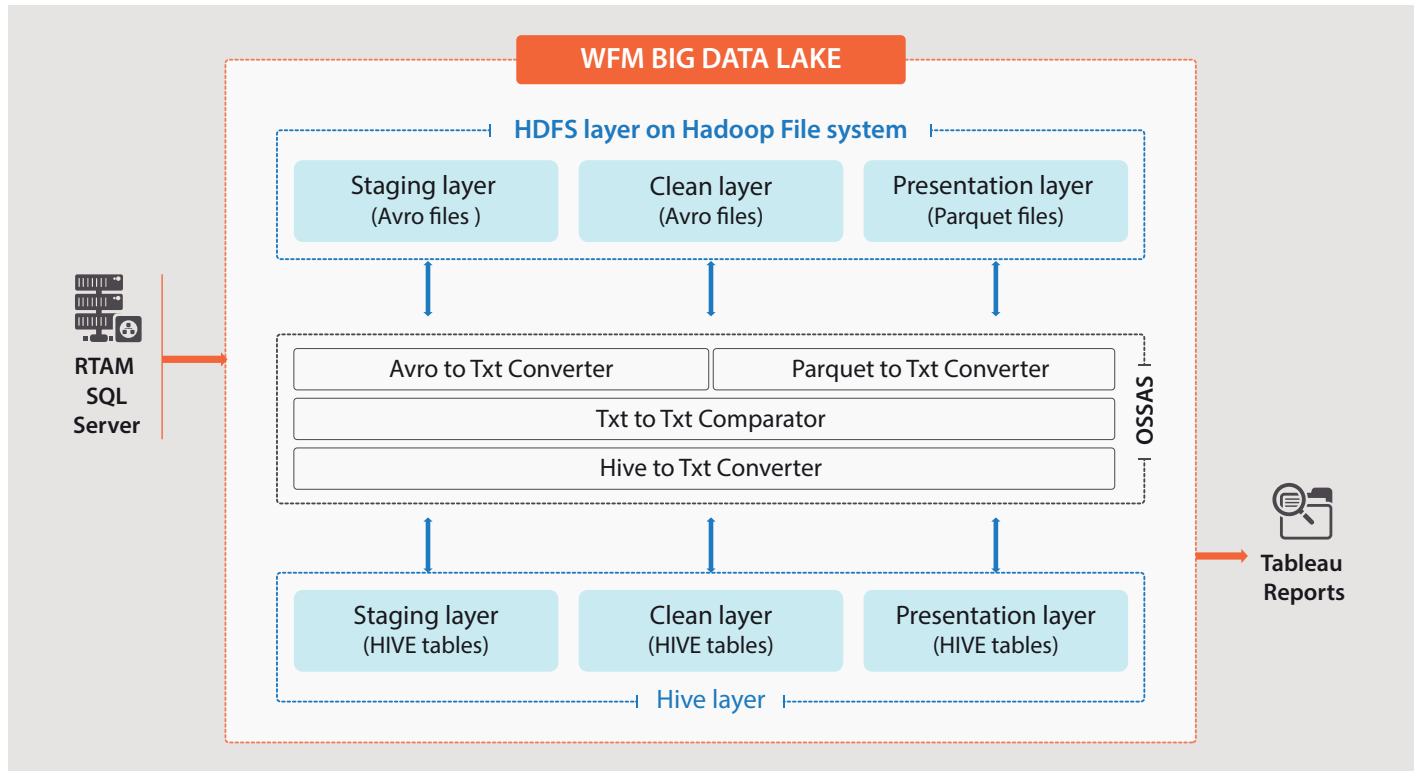 WFM BIG DATA LAKE
HDFS layer on Hadoop File system
Staging layer
(Avro files )
Clean layer
(Avro files)
Presentation layer
(Parquet files)
RTAM
SQL
Server
Avro to Txt Converter
Parquet to Txt Converter
Txt to Txt Comparator
Hive to Txt Converter
OSSAS
Staging layer
(HIVE tables)
Clean layer
(HIVE tables)
Presentation layer
(HIVE tables)
Hive layer
Tableau
Reports